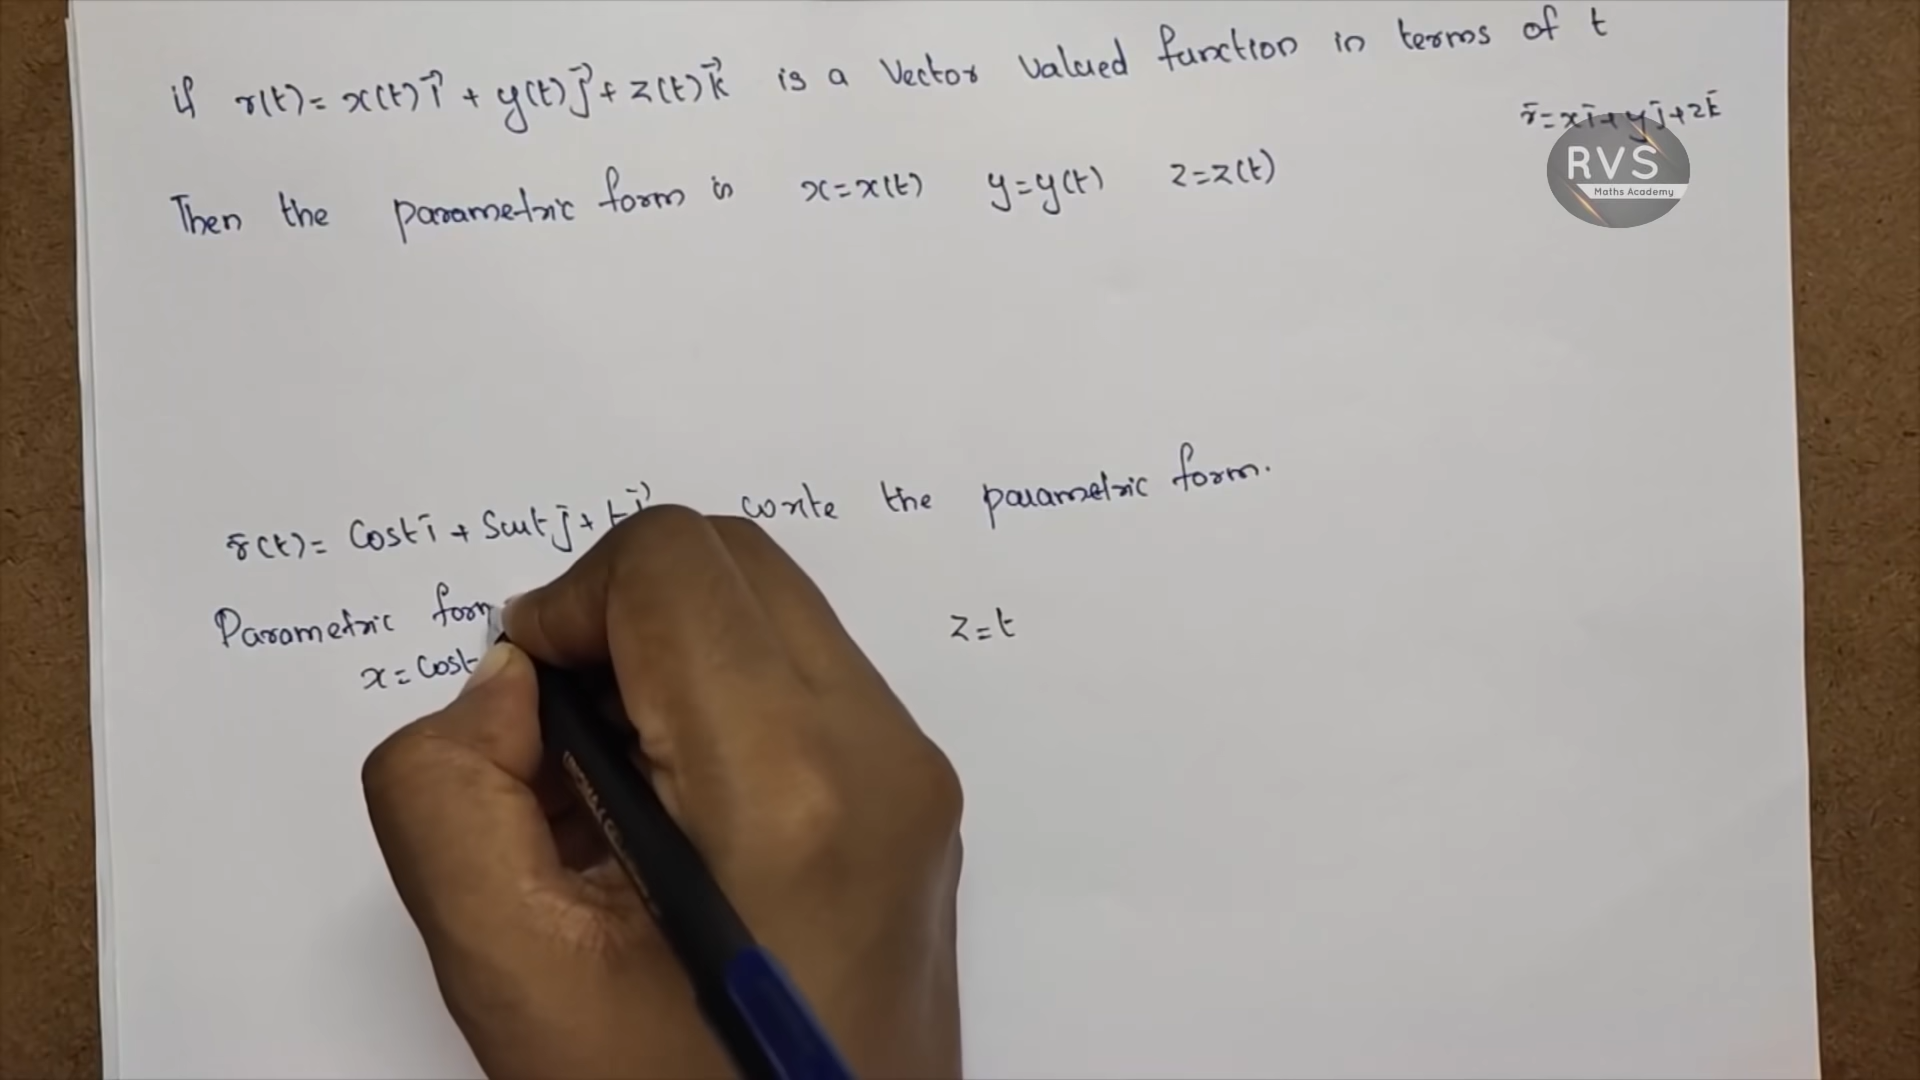 if r(t) = x(t)i⃗ + y(t)j⃗ + z(t)k⃗ is a Vector Valued function in terms of t
r̄ = xī + yj̄ + zk̄
RVS
Maths Academy
Then the parametric form is x = x(t) y = y(t) z = z(t)
r̄(t) = Cost ī + Sint j̄ + write the parametric form.
Parametric form
x = Cost z = t